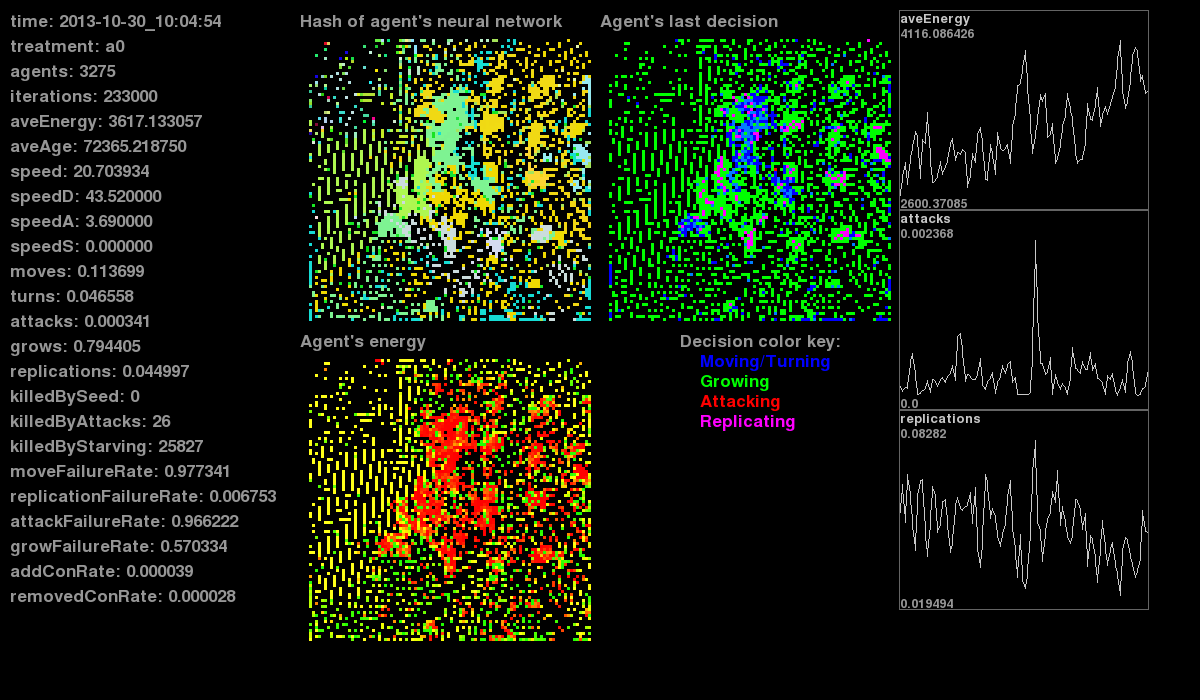 time: 2013-10-30_10:04:54
treatment: a0
agents: 3275
iterations: 233000
aveEnergy: 3617.133057
aveAge: 72365.218750
speed: 20.703934
speedD: 43.520000
speedA: 3.690000
speedS: 0.000000
moves: 0.113699
turns: 0.046558
attacks: 0.000341
grows: 0.794405
replications: 0.044997
killedBySeed: 0
killedByAttacks: 26
killedByStarving: 25827
moveFailureRate: 0.977341
replicationFailureRate: 0.006753
attackFailureRate: 0.966222
growFailureRate: 0.570334
addConRate: 0.000039
removedConRate: 0.000028
Hash of agent's neural network
Agent's last decision
Agent's energy
Decision color key:
Moving/Turning
Growing
Attacking
Replicating
aveEnergy
4116.086426
2600.37085
attacks
0.002368
0.0
replications
0.08282
0.019494